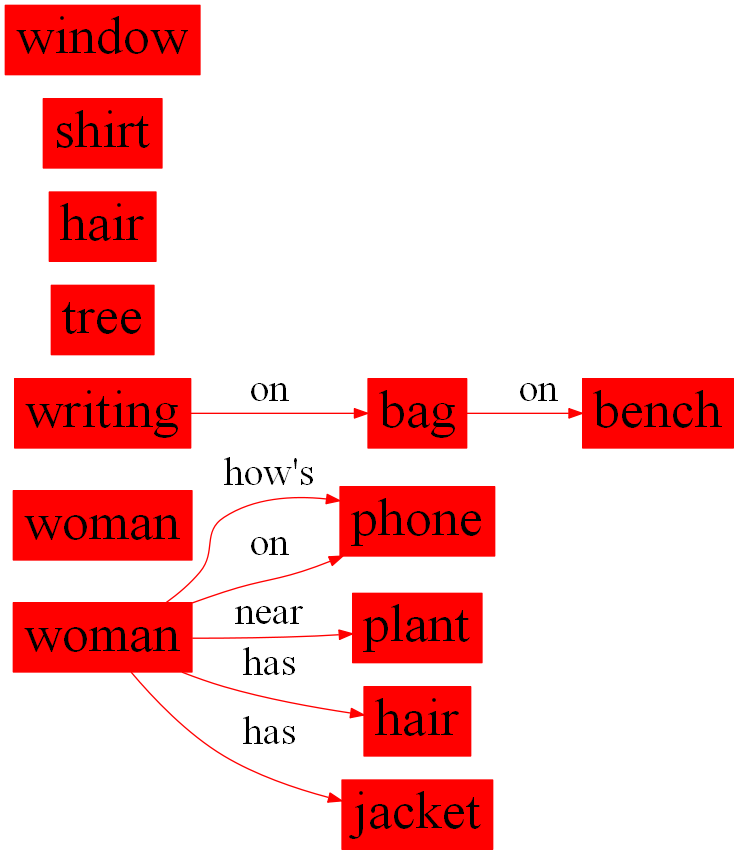 window
shirt
hair
tree
writing on bag on bench
woman
how's phone
on
woman near plant
has hair
has jacket